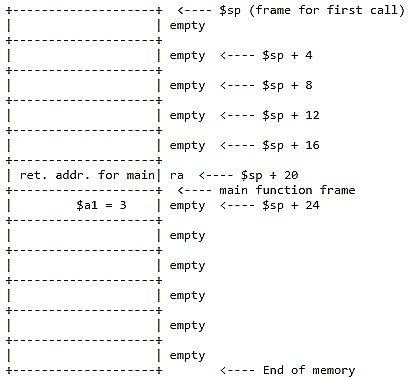 +--------------------+ <---- $sp (frame for first call)
| | empty
+--------------------+
| | empty <---- $sp + 4
+--------------------+
| | empty <---- $sp + 8
+--------------------+
| | empty <---- $sp + 12
+--------------------+
| | empty <---- $sp + 16
+--------------------+
| ret. addr. for main| ra <---- $sp + 20
+--------------------+ <---- main function frame
| $a1 = 3 | empty <---- $sp + 24
+--------------------+
| | empty
+--------------------+
| | empty
+--------------------+
| | empty
+--------------------+
| | empty
+--------------------+
| | empty
+--------------------+ <---- End of memory